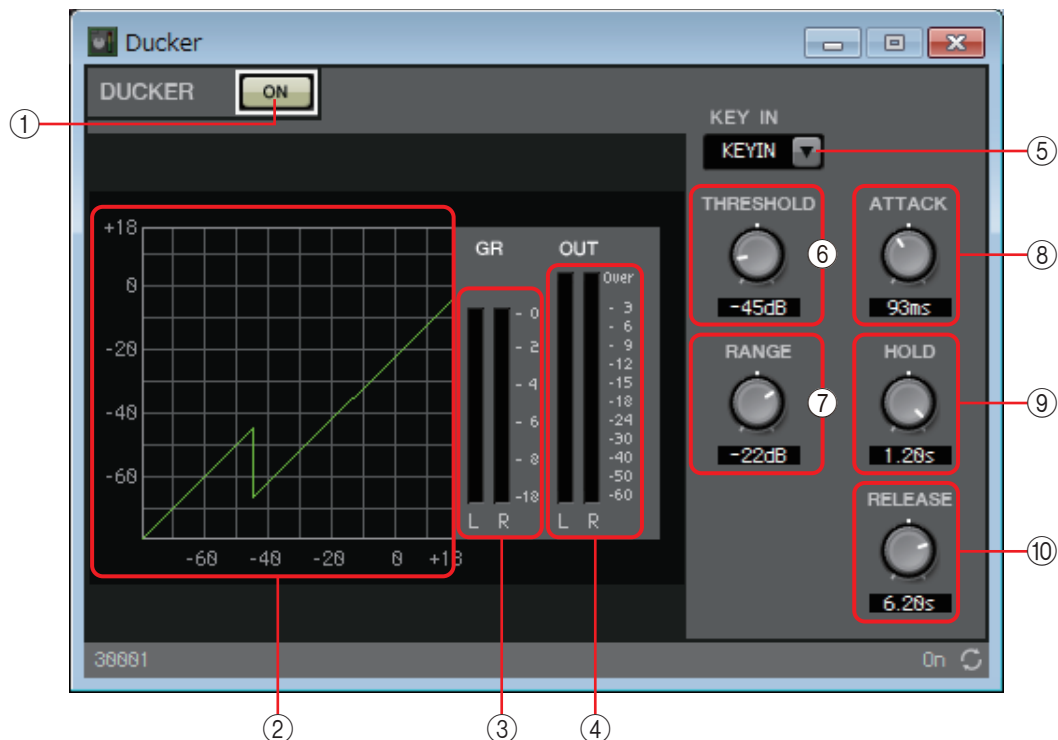 Ducker
DUCKER
ON
①
KEY IN
KEYIN
⑤
THRESHOLD
-45dB
⑥
ATTACK
93ms
⑧
RANGE
-22dB
⑦
HOLD
1.20s
⑨
RELEASE
6.20s
⑩
+18
0
-20
-40
-60
-60 -40 -20 0 +18
②
GR
- 0
- 2
- 4
- 6
- 8
-18
L R
③
OUT
Over
- 3
- 6
- 9
-12
-15
-18
-24
-30
-40
-50
-60
L R
④
30001
On